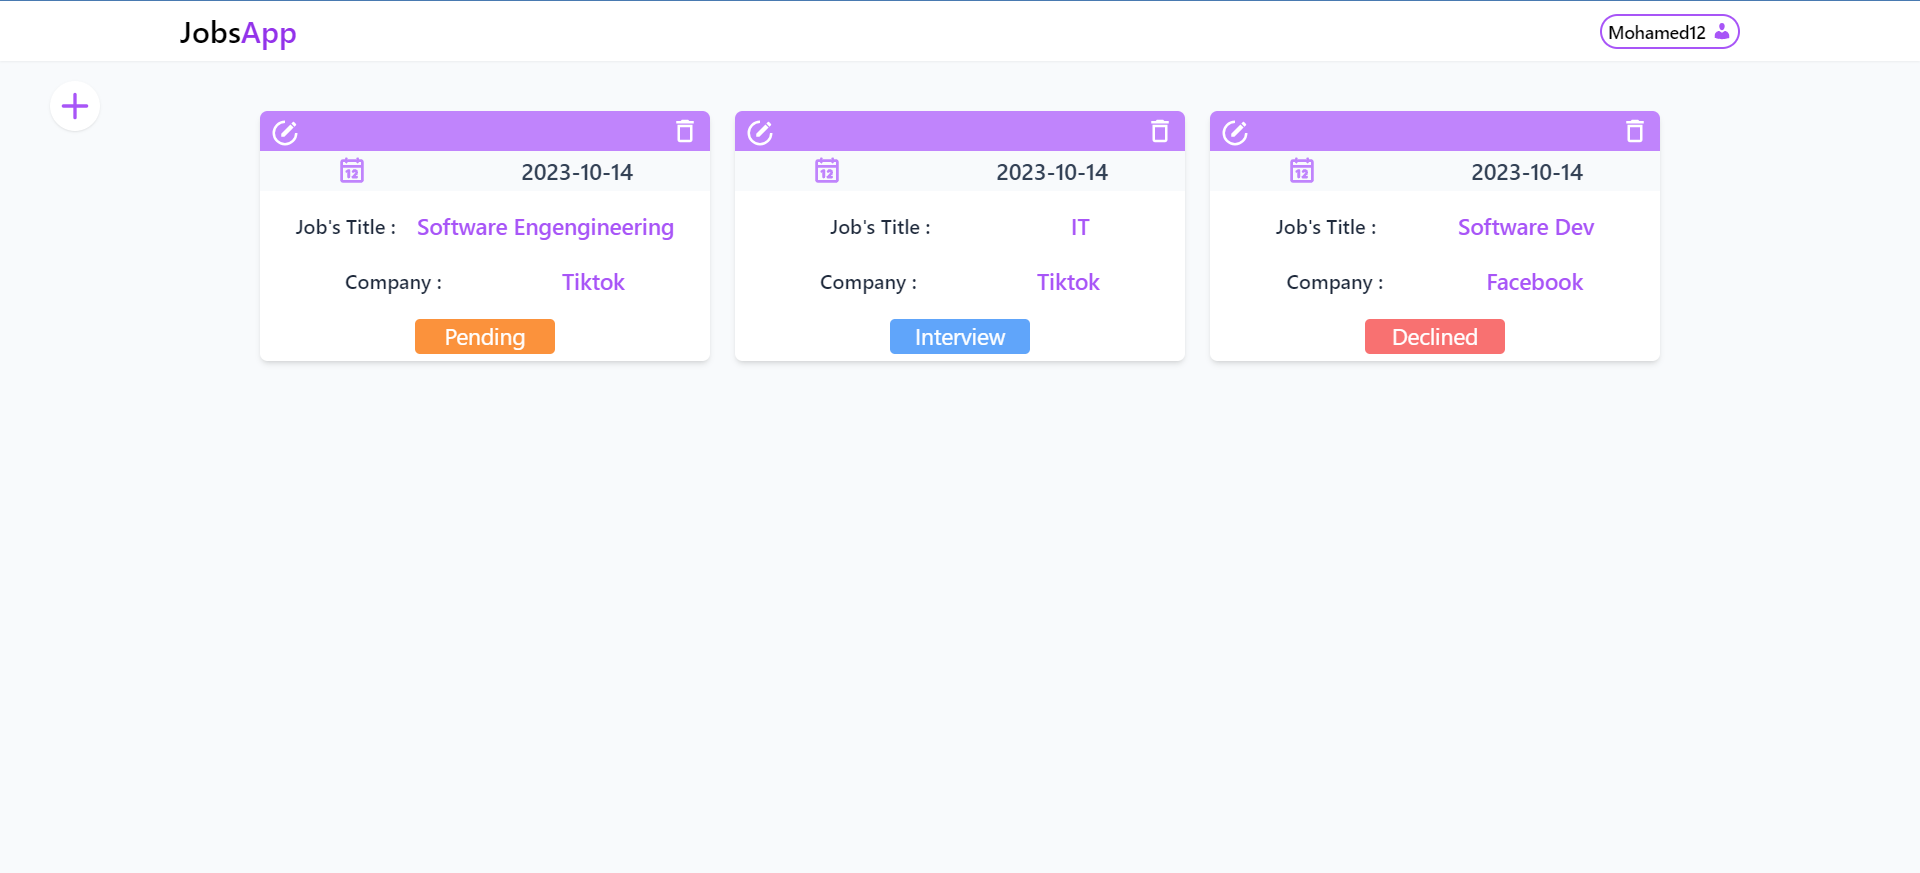 JobsApp
Mohamed12
12 2023-10-14
Job's Title : Software Engengineering
Company : Tiktok
Pending
12 2023-10-14
Job's Title : IT
Company : Tiktok
Interview
12 2023-10-14
Job's Title : Software Dev
Company : Facebook
Declined